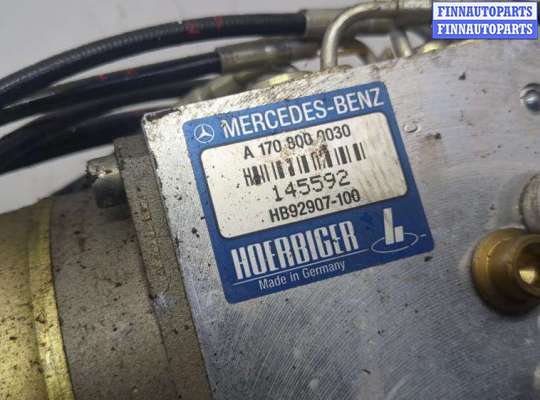 FINNAUTOPARTS
FINNAUTOPARTS
MERCEDES-BENZ
A 170 800 0030
145592
HB92907-100
HOERBIGER
Made in Germany